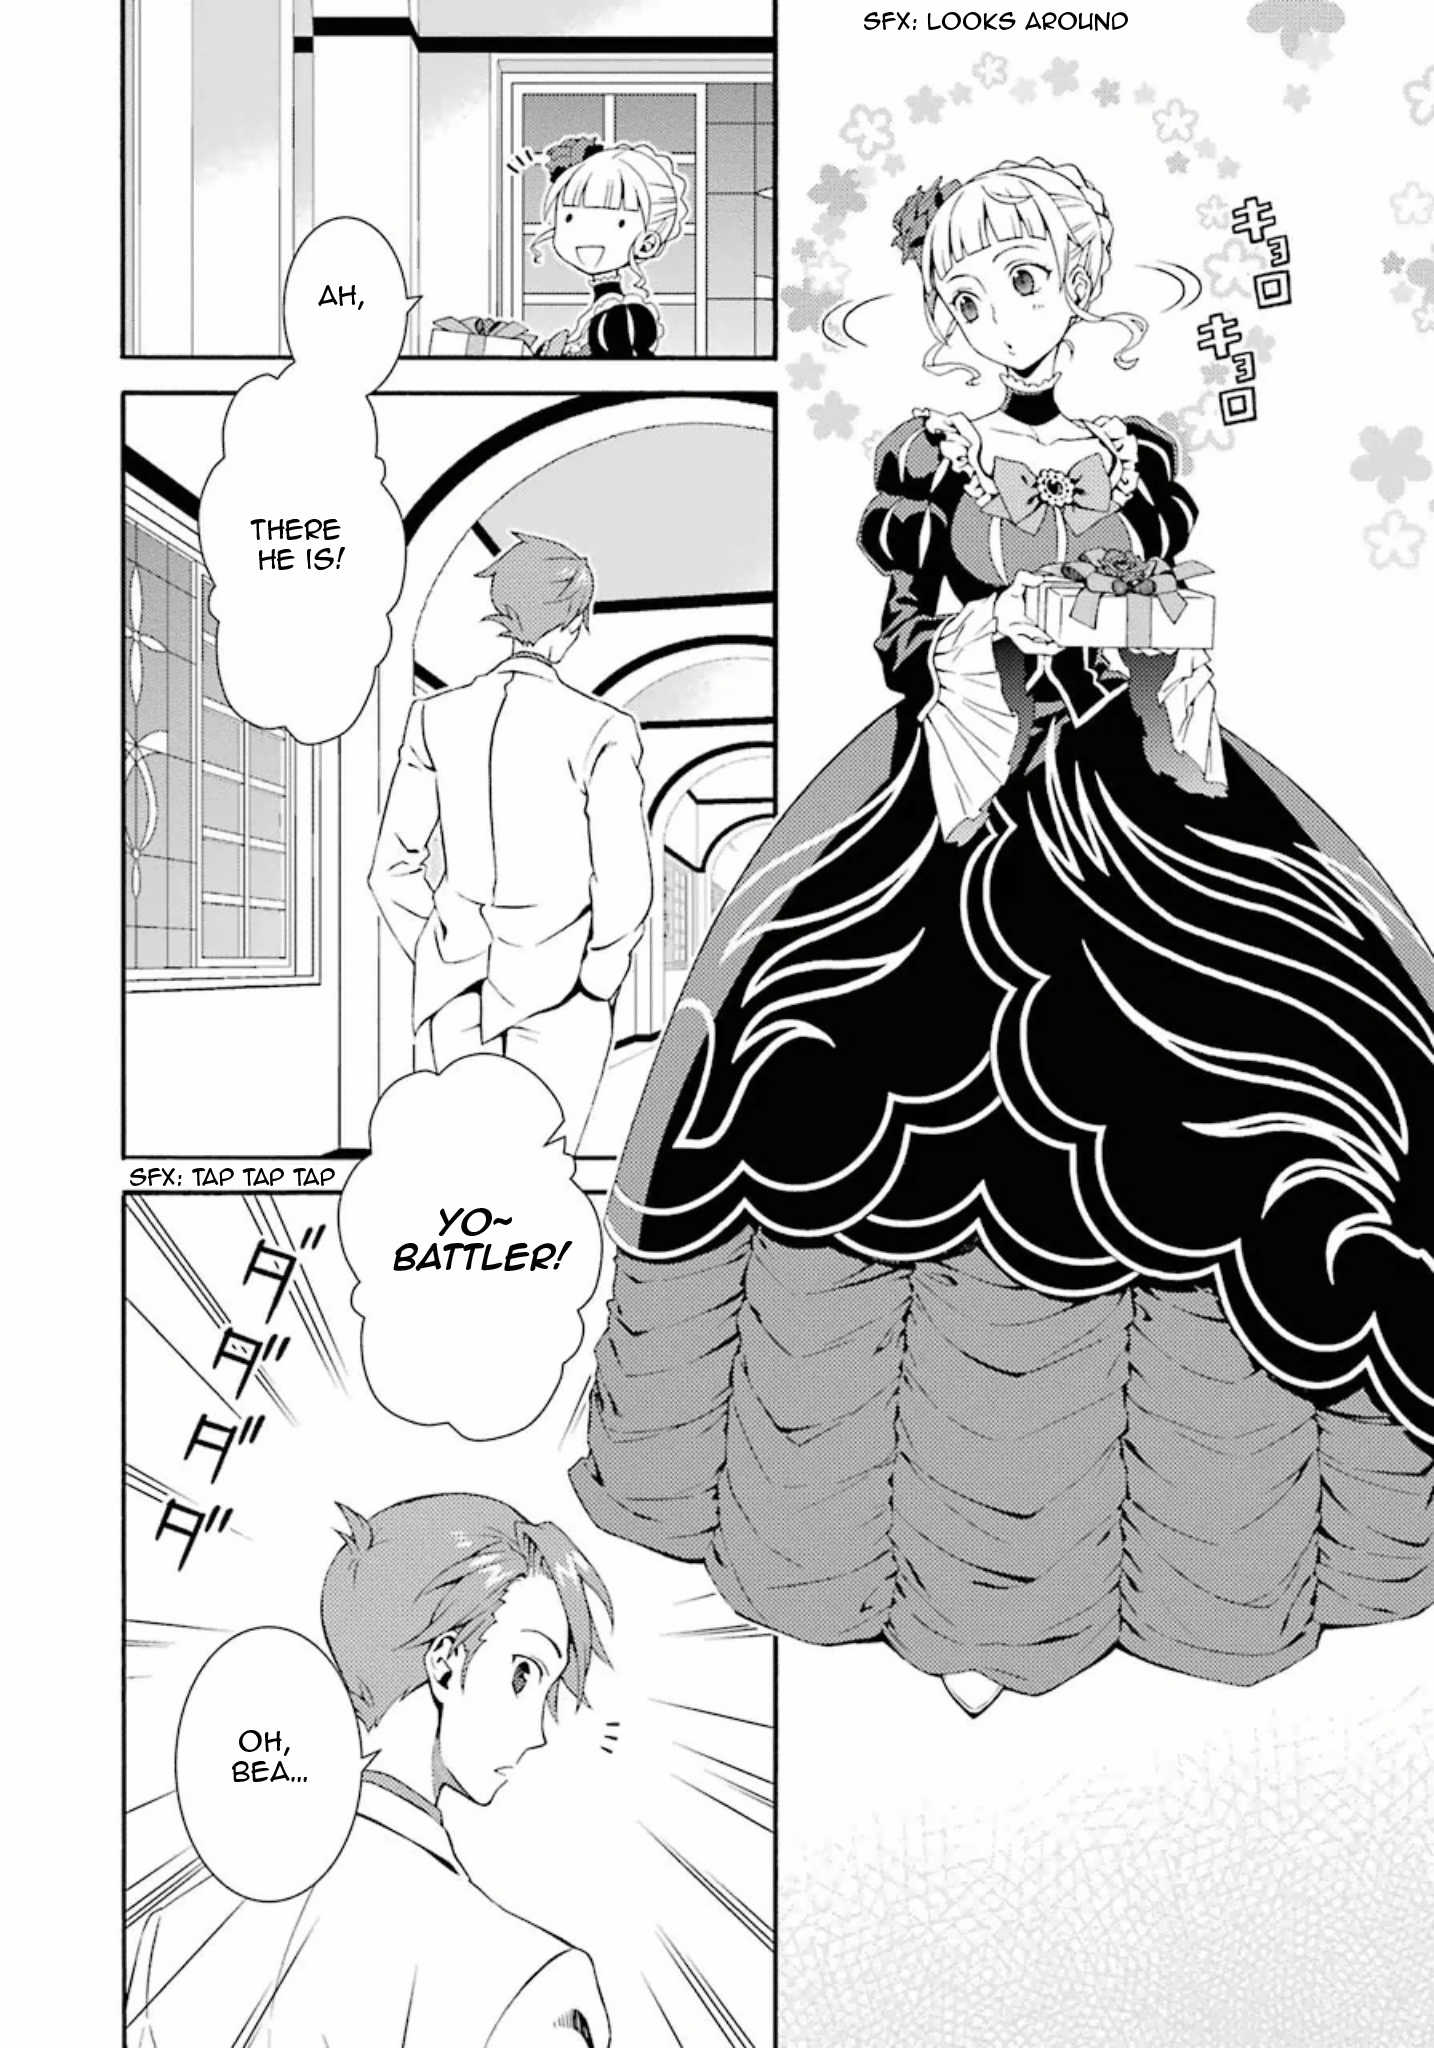 SFX: LOOKS AROUND
キョロ
キョロ
AH,
THERE
HE IS!
YO~
BATTLER!
SFX: TAP TAP TAP
ダダダダ
OH,
BEA...